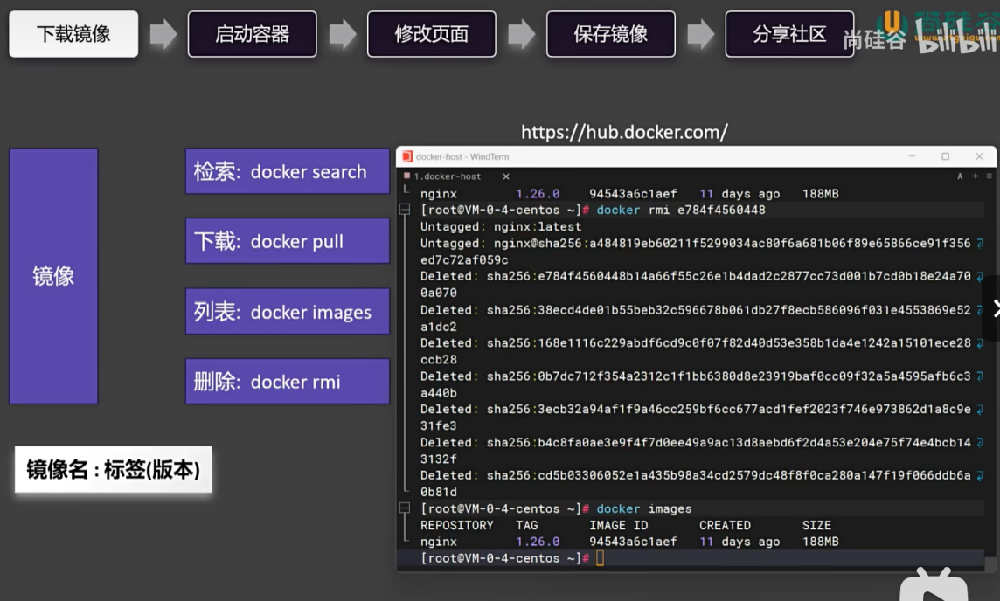 下载镜像
启动容器
修改页面
保存镜像
分享社区
尚硅谷
bilibili
https://hub.docker.com/
镜像
检索: docker search
下载: docker pull
列表: docker images
删除: docker rmi
镜像名 : 标签(版本)
docker-host - WindTerm
1.docker-host
nginx 1.26.0 94543a6c1aef 11 days ago 188MB
[root@VM-0-4-centos ~]# docker rmi e784f4560448
Untagged: nginx:latest
Untagged: nginx@sha256:a484819eb60211f5299034ac80f6a681b06f89e65866ce91f356
ed7c72af059c
Deleted: sha256:e784f4560448b14a66f55c26e1b4dad2c2877cc73d001b7cd0b18e24a70
0a070
Deleted: sha256:38ecd4de01b55beb32c596678b061db27f8ecb586096f031e4553869e52
a1dc2
Deleted: sha256:168e1116c229abdf6cd9c0f07f82d40d53e358b1da4e1242a15101ece28
ccb28
Deleted: sha256:0b7dc712f354a2312c1f1bb6380d8e23919baf0cc09f32a5a4595afb6c3
a440b
Deleted: sha256:3ecb32a94af1f9a46cc259bf6cc677acd1fef2023f746e973862d1a8c9e
31fe3
Deleted: sha256:b4c8fa0ae3e9f4f7d0ee49a9ac13d8aebd6f2d4a53e204e75f74e4bcb14
3132f
Deleted: sha256:cd5b03306052e1a435b98a34cd2579dc48f8f0ca280a147f19f066ddb6a
0b81d
[root@VM-0-4-centos ~]# docker images
REPOSITORY TAG IMAGE ID CREATED SIZE
nginx 1.26.0 94543a6c1aef 11 days ago 188MB
[root@VM-0-4-centos ~]#